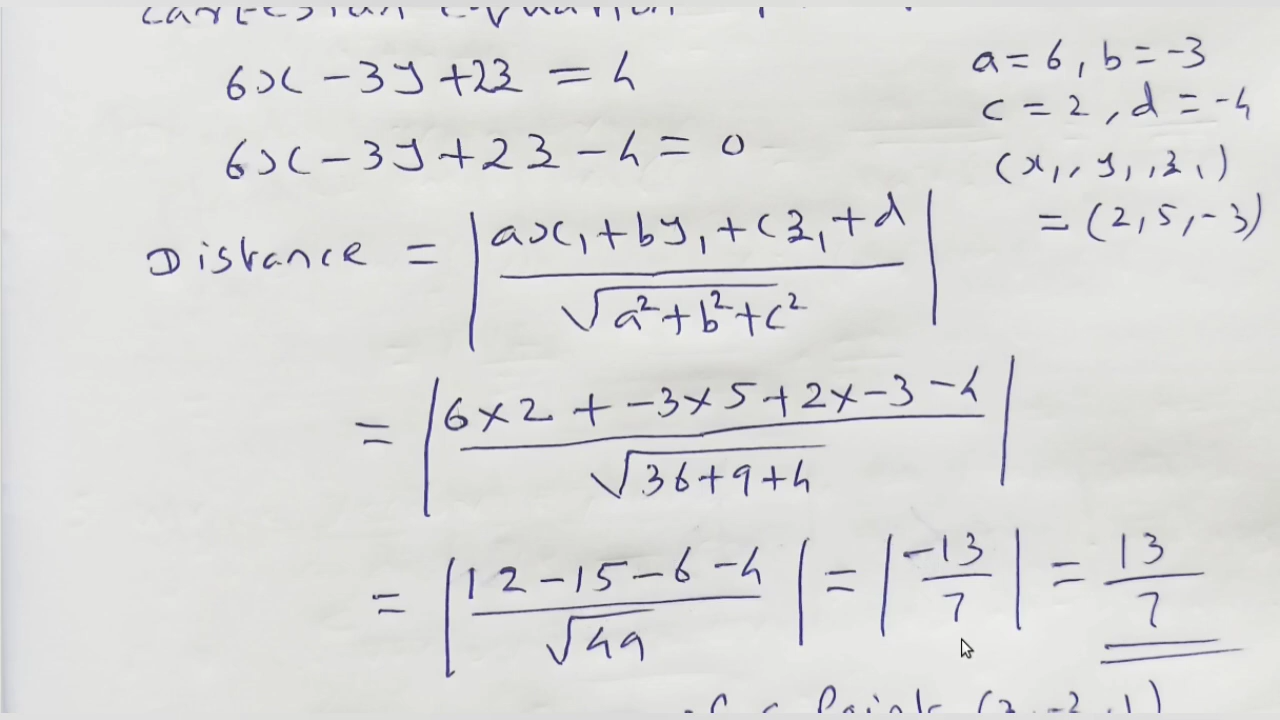 Cartesian Equation
6x - 3y + 2z = 4
6x - 3y + 2z - 4 = 0
a = 6, b = -3
c = 2, d = -4
(x₁, y₁, z₁)
= (2, 5, -3)
Distance = | (ax₁ + by₁ + cz₁ + d) / √(a² + b² + c²) |
= | (6×2 + -3×5 + 2×-3 - 4) / √(36 + 9 + 4) |
= | (12 - 15 - 6 - 4) / √49 | = | -13 / 7 | = 13 / 7